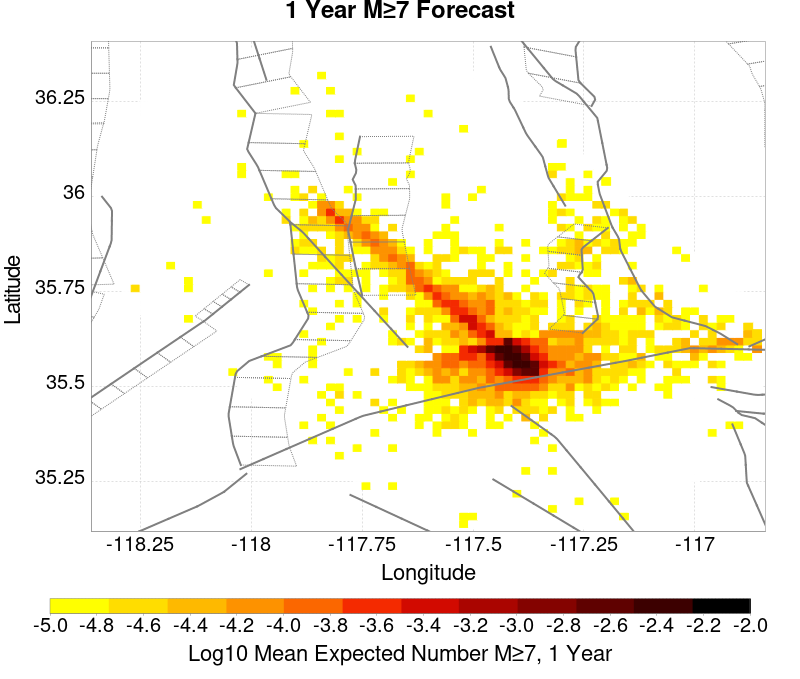 1 Year M≥7 Forecast
36.25
36
35.75
35.5
35.25
Latitude
-118.25 -118 -117.75 -117.5 -117.25 -117
Longitude
-5.0 -4.8 -4.6 -4.4 -4.2 -4.0 -3.8 -3.6 -3.4 -3.2 -3.0 -2.8 -2.6 -2.4 -2.2 -2.0
Log10 Mean Expected Number M≥7, 1 Year